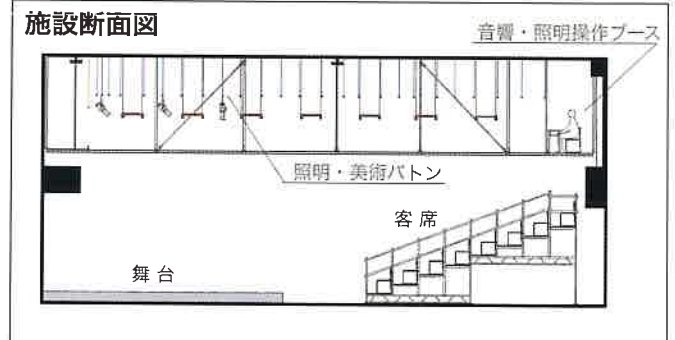 施設断面図
音響・照明操作ブース
照明・美術バトン
客席
舞台